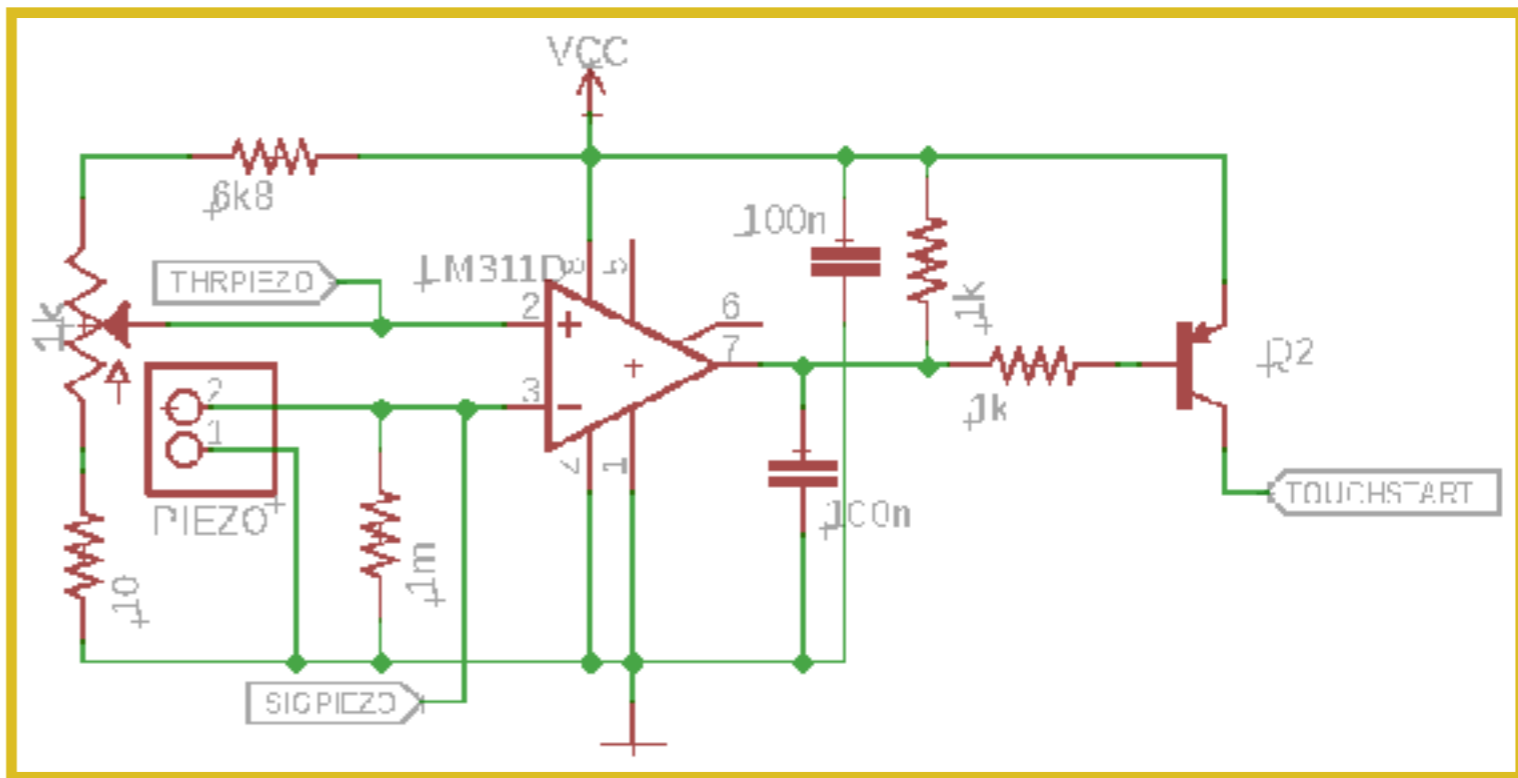 VCC
6k8
100n
THRPIEZO
LM311D
8
5
2
6
1k
1k
7
Q2
2
3
1
1k
4
1
PIEZO
100n
TOUCHSTART
1m
10
SIGPIEZO